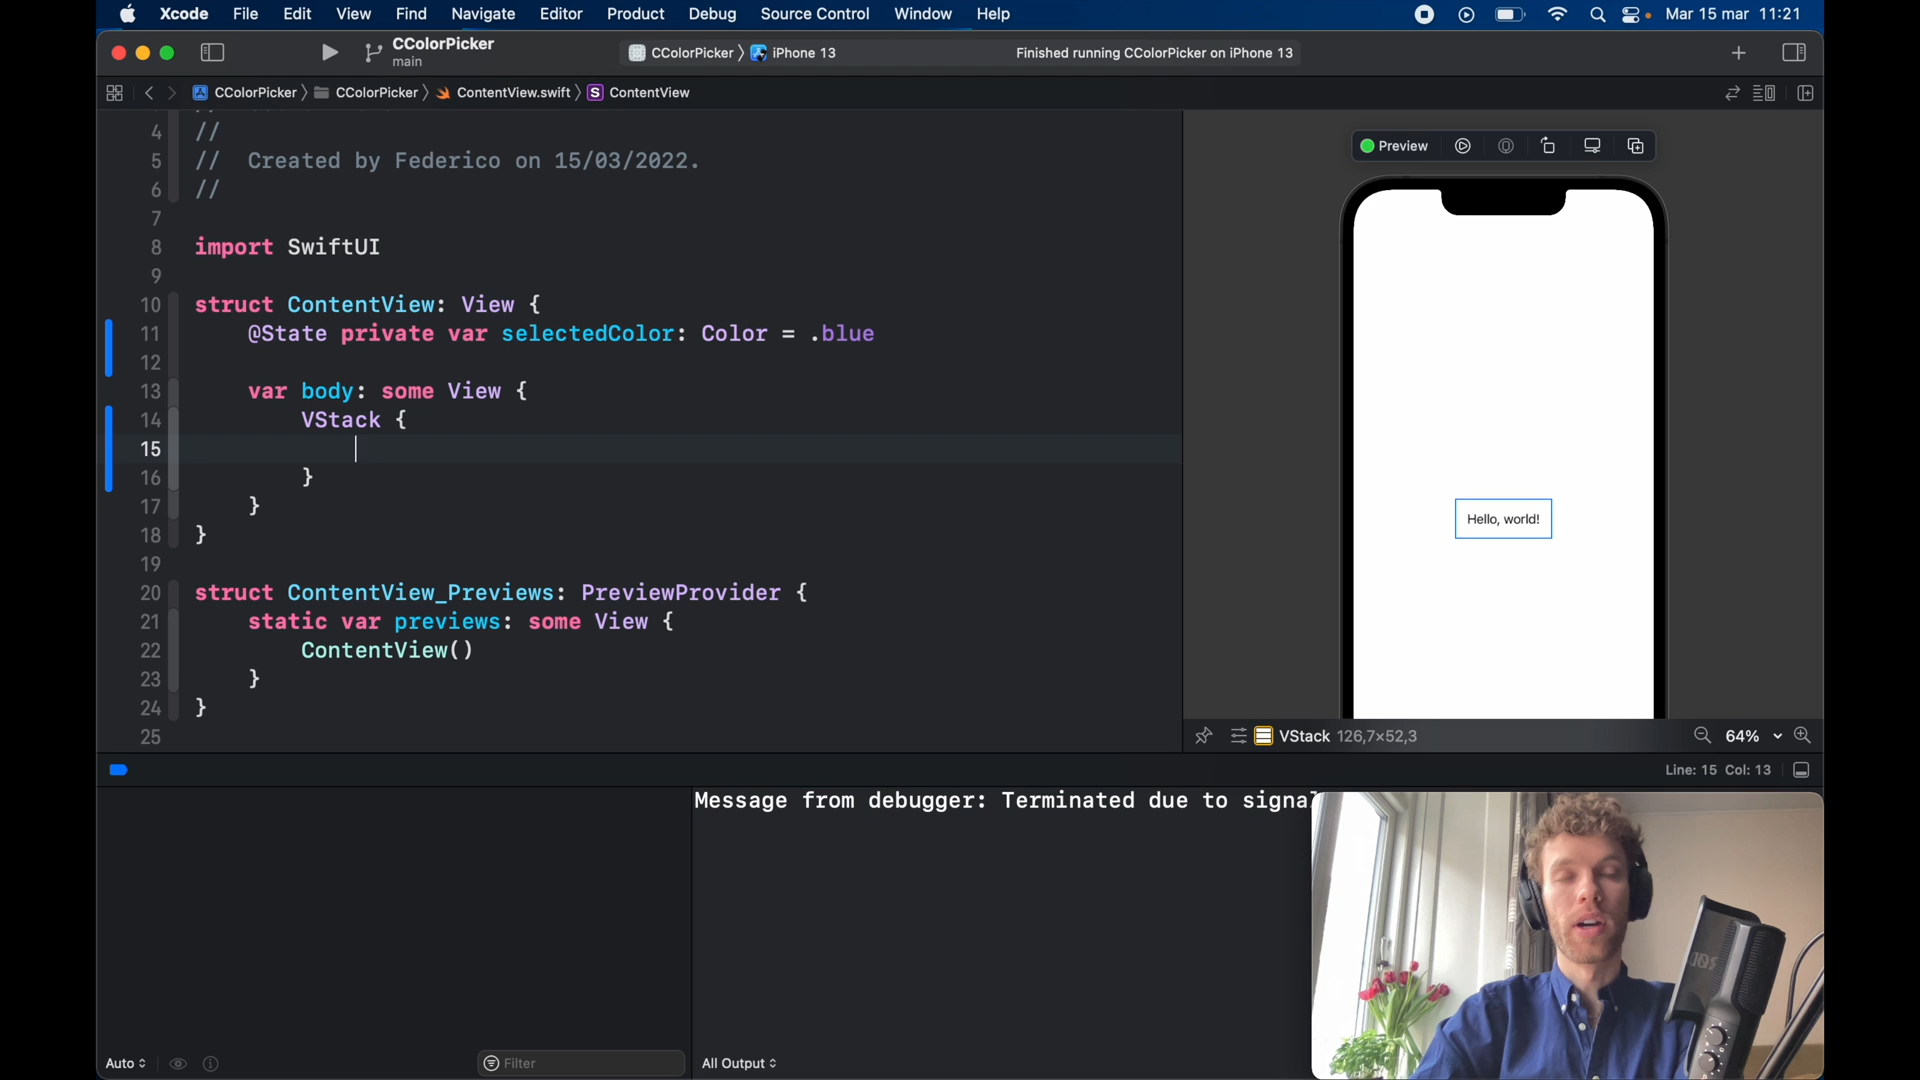 Xcode File Edit View Find Navigate Editor Product Debug Source Control Window Help Mar 15 mar 11:21
CColorPicker
main
CColorPicker iPhone 13 Finished running CColorPicker on iPhone 13
CColorPicker CColorPicker ContentView.swift S ContentView
4 //
5 // Created by Federico on 15/03/2022.
6 //
7
8 import SwiftUI
9
10 struct ContentView: View {
11 @State private var selectedColor: Color = .blue
12
13 var body: some View {
14 VStack {
15
16 }
17 }
18 }
19
20 struct ContentView_Previews: PreviewProvider {
21 static var previews: some View {
22 ContentView()
23 }
24 }
25
Preview
Hello, world!
VStack 126,7×52,3 64%
Line: 15 Col: 13
Message from debugger: Terminated due to signal
Auto Filter All Output